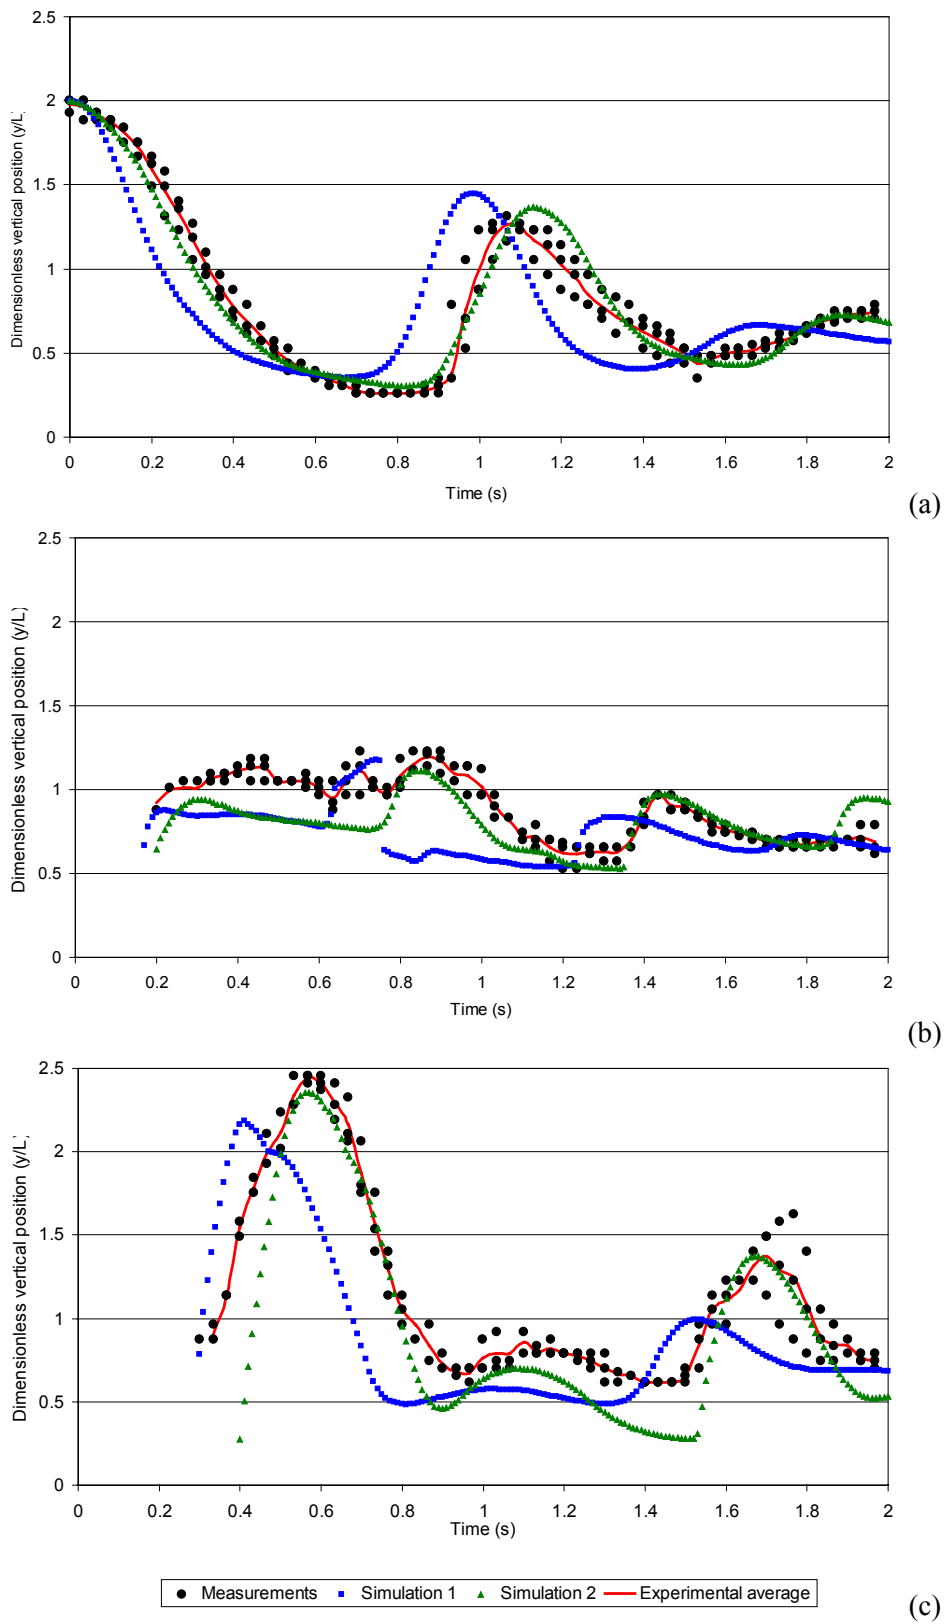 2.5
2
1.5
1
0.5
0
Dimensionless vertical position (y/L)
0 0.2 0.4 0.6 0.8 1 1.2 1.4 1.6 1.8 2
Time (s)
(a)
2.5
2
1.5
1
0.5
0
Dimensionless vertical position (y/L)
0 0.2 0.4 0.6 0.8 1 1.2 1.4 1.6 1.8 2
Time (s)
(b)
2.5
2
1.5
1
0.5
0
Dimensionless vertical position (y/L)
0 0.2 0.4 0.6 0.8 1 1.2 1.4 1.6 1.8 2
Time (s)
Measurements Simulation 1 Simulation 2 Experimental average
(c)